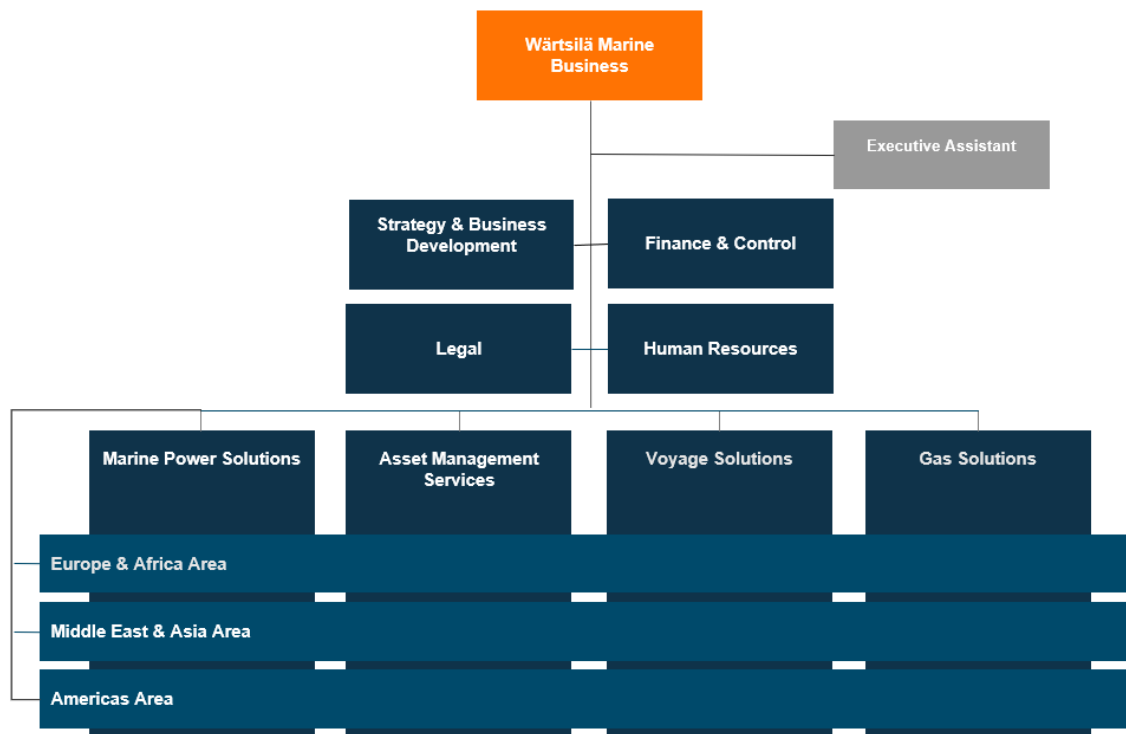 Wärtsilä Marine
Business
Executive Assistant
Strategy & Business
Development
Finance & Control
Legal
Human Resources
Marine Power Solutions
Asset Management
Services
Voyage Solutions
Gas Solutions
Europe & Africa Area
Middle East & Asia Area
Americas Area